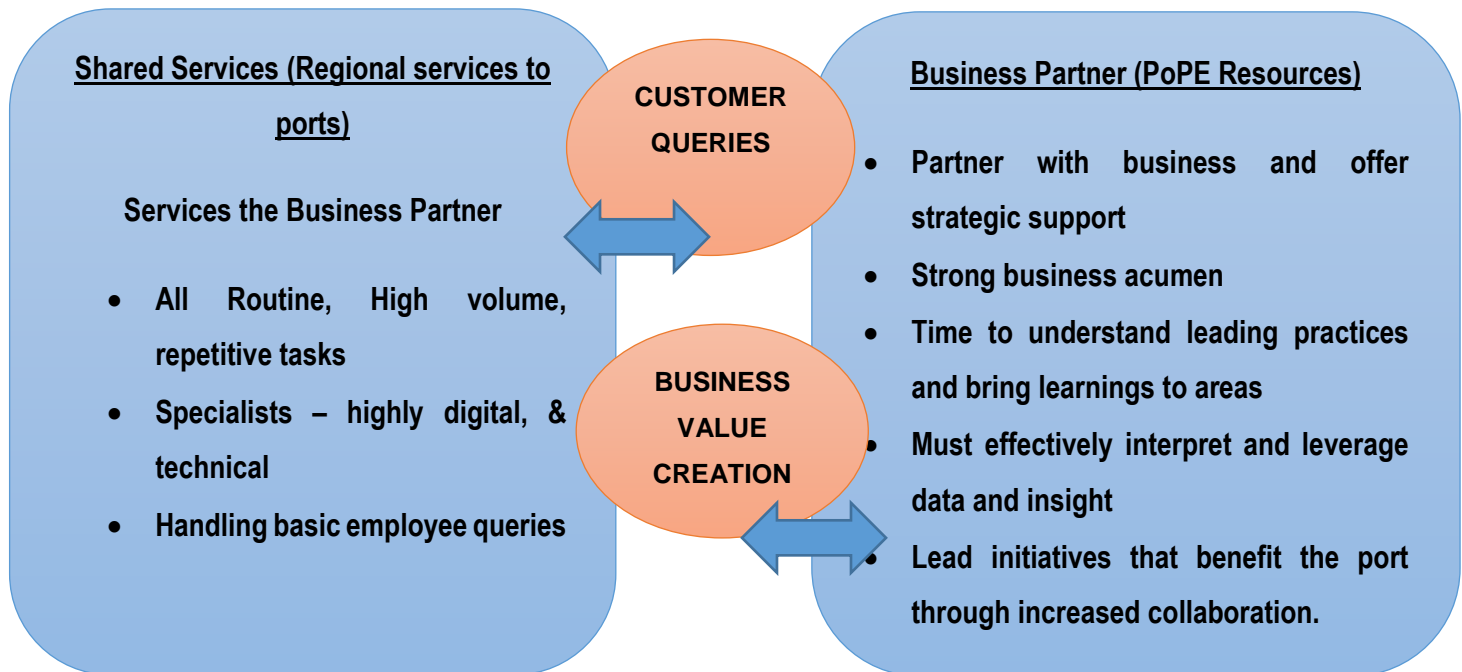 Shared Services (Regional services to
ports)
Services the Business Partner
• All Routine, High volume,
repetitive tasks
• Specialists – highly digital, &
technical
• Handling basic employee queries
CUSTOMER
QUERIES
BUSINESS
VALUE
CREATION
Business Partner (PoPE Resources)
• Partner with business and offer
strategic support
• Strong business acumen
• Time to understand leading practices
and bring learnings to areas
• Must effectively interpret and leverage
data and insight
• Lead initiatives that benefit the port
through increased collaboration.